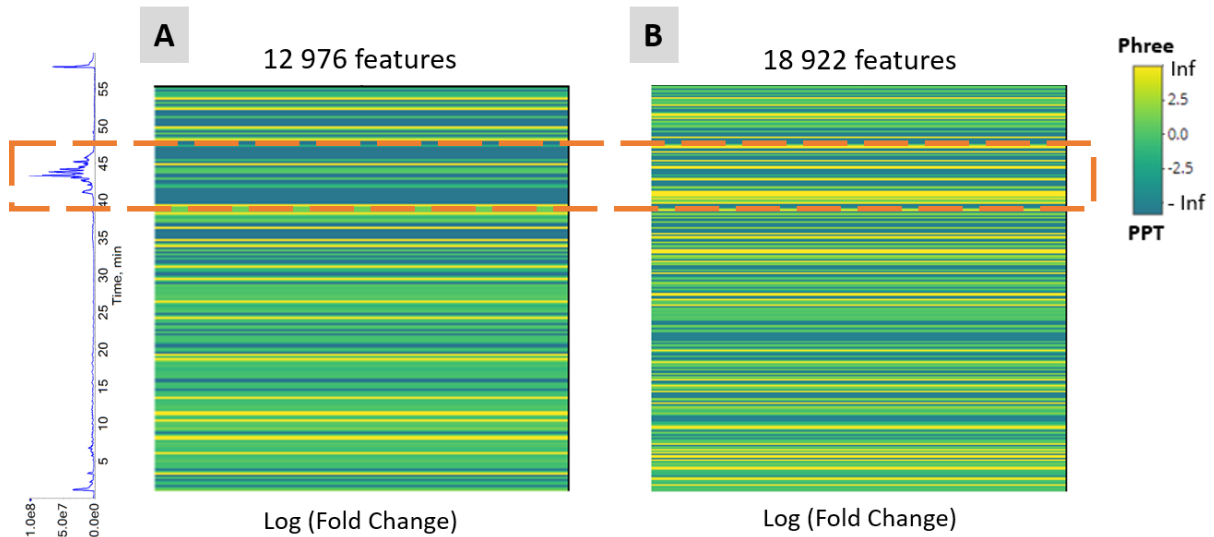 A
B
12 976 features
18 922 features
Phree
Inf
2.5
0.0
-2.5
- Inf
PPT
55
50
45
40
35
30
25
20
15
10
5
Time, min
1.0e8
5.0e7
0.0e0
Log (Fold Change)
Log (Fold Change)